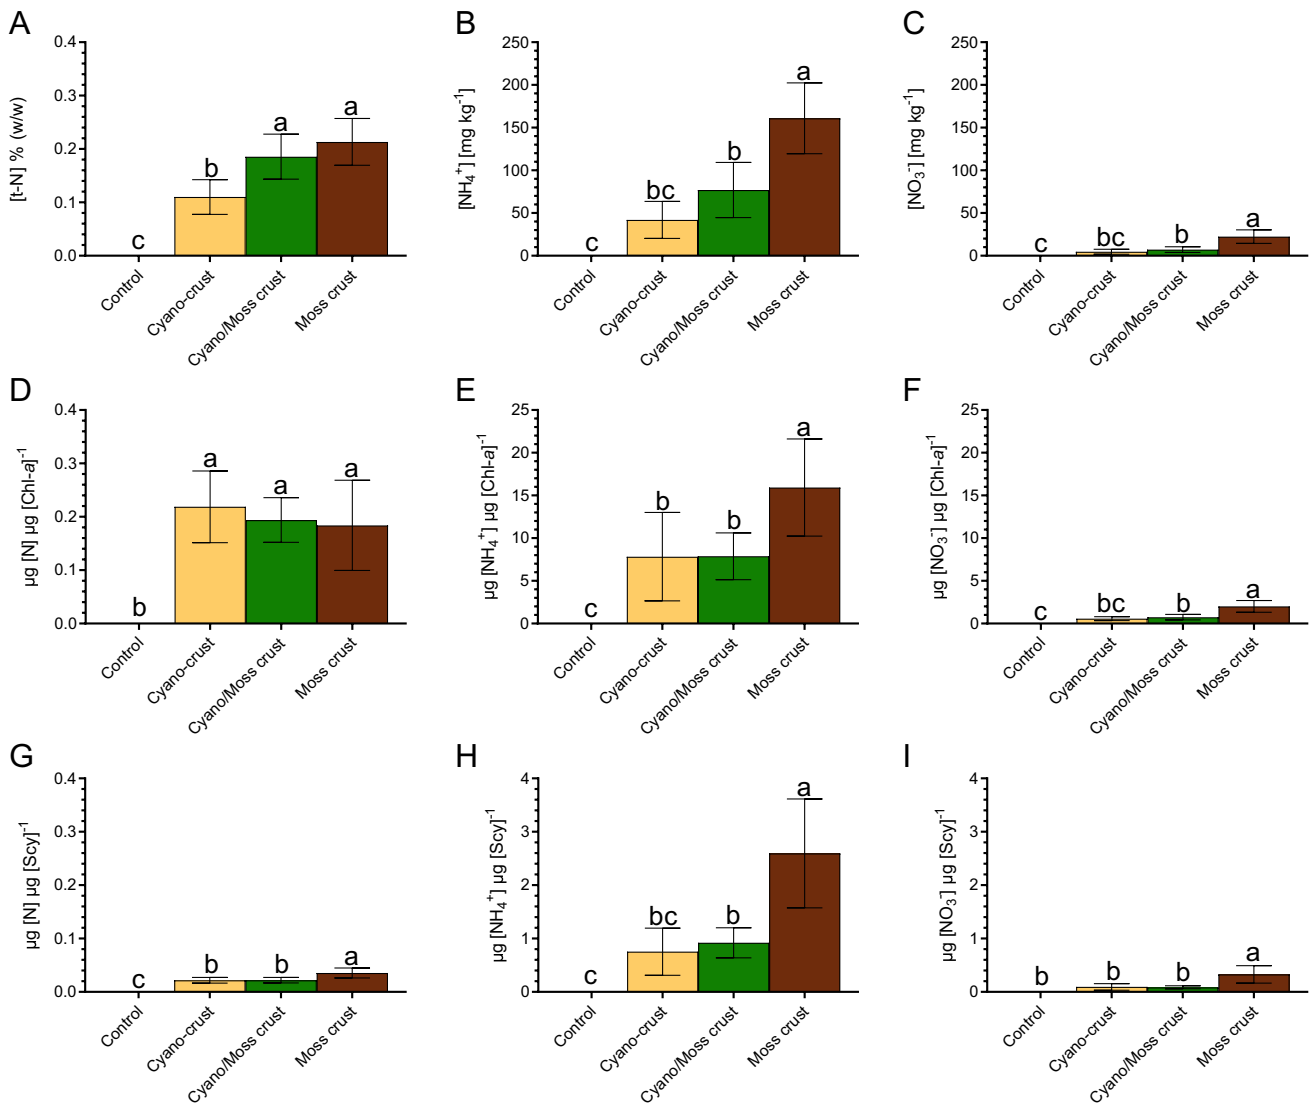 A
[t-N] % (w/w)
0.4
0.3
0.2
0.1
0.0
c
b
a
a
Control
Cyano-crust
Cyano/Moss crust
Moss crust
B
[NH₄⁺] [mg kg⁻¹]
250
200
150
100
50
0
c
bc
b
a
Control
Cyano-crust
Cyano/Moss crust
Moss crust
C
[NO₃⁻] [mg kg⁻¹]
250
200
150
100
50
0
c
bc
b
a
Control
Cyano-crust
Cyano/Moss crust
Moss crust
D
µg [N] µg [Chl-a]⁻¹
0.4
0.3
0.2
0.1
0.0
b
a
a
a
Control
Cyano-crust
Cyano/Moss crust
Moss crust
E
µg [NH₄⁺] µg [Chl-a]⁻¹
25
20
15
10
5
0
c
b
b
a
Control
Cyano-crust
Cyano/Moss crust
Moss crust
F
µg [NO₃⁻] µg [Chl-a]⁻¹
25
20
15
10
5
0
c
bc
b
a
Control
Cyano-crust
Cyano/Moss crust
Moss crust
G
µg [N] µg [Scy]⁻¹
0.4
0.3
0.2
0.1
0.0
c
b
b
a
Control
Cyano-crust
Cyano/Moss crust
Moss crust
H
µg [NH₄⁺] µg [Scy]⁻¹
4
3
2
1
0
c
bc
b
a
Control
Cyano-crust
Cyano/Moss crust
Moss crust
I
µg [NO₃⁻] µg [Scy]⁻¹
4
3
2
1
0
b
b
b
a
Control
Cyano-crust
Cyano/Moss crust
Moss crust